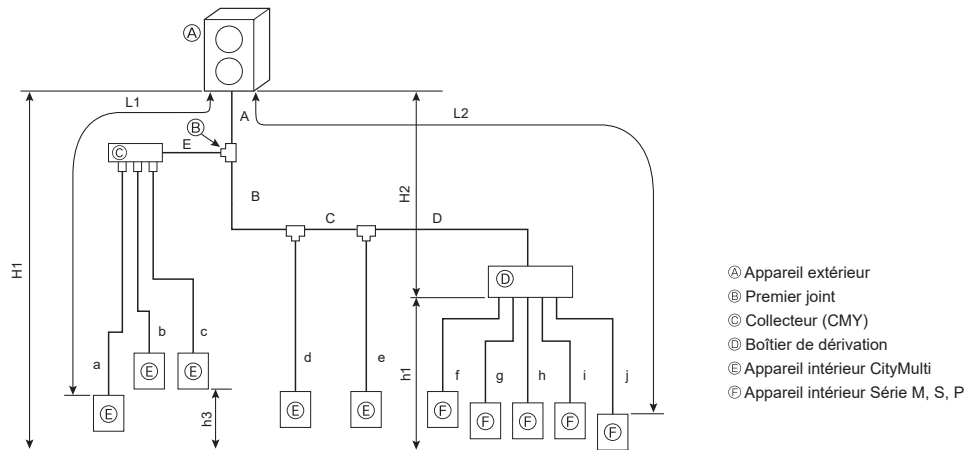 Ⓐ
L1
A
L2
Ⓑ
E
Ⓒ
B
H2
C
D
H1
Ⓓ
Ⓐ Appareil extérieur
Ⓑ Premier joint
Ⓒ Collecteur (CMY)
Ⓓ Boîtier de dérivation
Ⓔ Appareil intérieur CityMulti
Ⓕ Appareil intérieur Série M, S, P
a
b
c
d
e
f
g
h
i
j
h1
h3
Ⓔ
Ⓔ
Ⓔ
Ⓔ
Ⓔ
Ⓕ
Ⓕ
Ⓕ
Ⓕ
Ⓕ